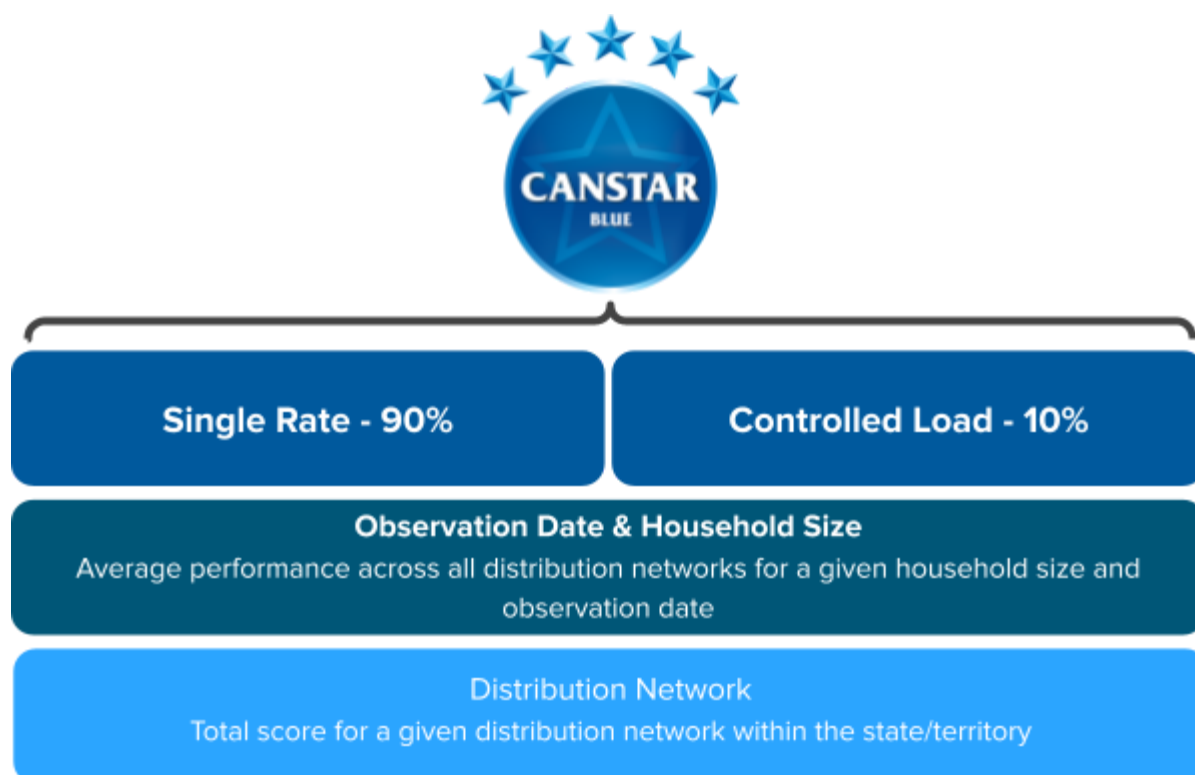 CANSTAR
BLUE
Single Rate - 90%
Controlled Load - 10%
Observation Date & Household Size
Average performance across all distribution networks for a given household size and
observation date
Distribution Network
Total score for a given distribution network within the state/territory